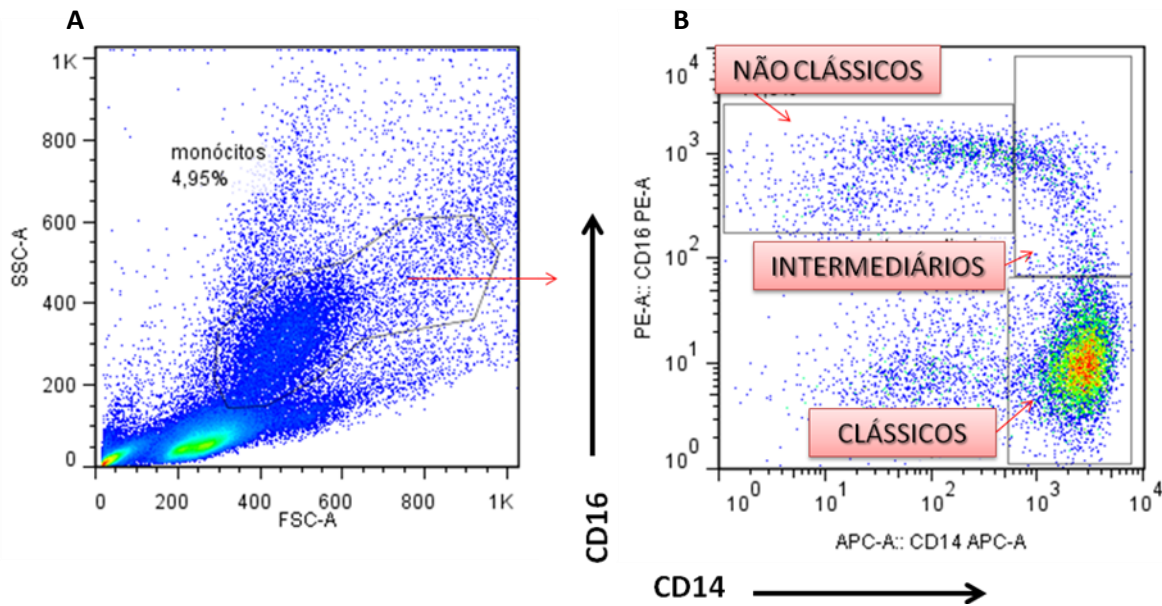 A
1K
800
600
400
200
0
SSC-A
monócitos
4,95%
0 200 400 600 800 1K
FSC-A
CD16
B
10^4
10^3
10^2
10^1
10^0
PE-A:: CD16 PE-A
NÃO CLÁSSICOS
INTERMEDIÁRIOS
CLÁSSICOS
10^0 10^1 10^2 10^3 10^4
APC-A:: CD14 APC-A
CD14